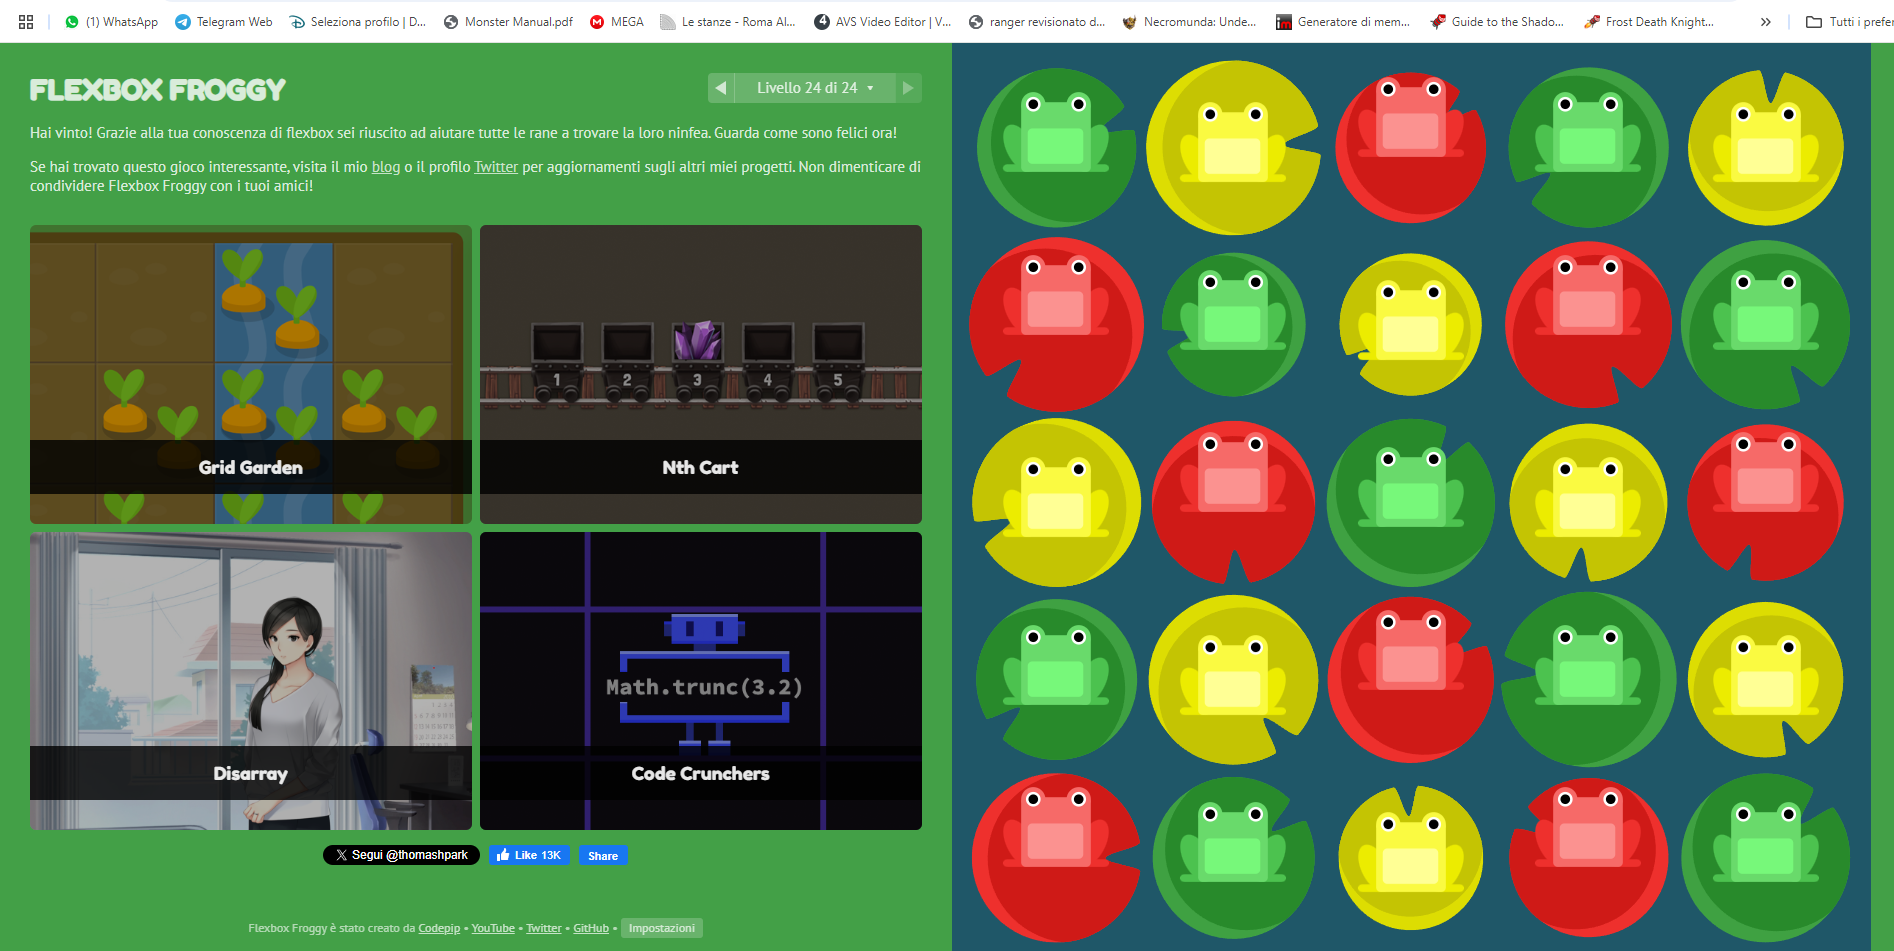 (1) WhatsApp
Telegram Web
Seleziona profilo | D...
Monster Manual.pdf
MEGA
Le stanze - Roma Al...
AVS Video Editor | V...
ranger revisionato d...
Necromunda: Unde...
Generatore di mem...
Guide to the Shado...
Frost Death Knight...
»
Tutti i prefer
FLEXBOX FROGGY
Livello 24 di 24
Hai vinto! Grazie alla tua conoscenza di flexbox sei riuscito ad aiutare tutte le rane a trovare la loro ninfea. Guarda come sono felici ora!
Se hai trovato questo gioco interessante, visita il mio blog o il profilo Twitter per aggiornamenti sugli altri miei progetti. Non dimenticare di
condividere Flexbox Froggy con i tuoi amici!
1 2 3 4 5
Grid Garden
Nth Cart
Math.trunc(3.2)
Disarray
Code Crunchers
Segui @thomashpark
Like 13K
Share
Flexbox Froggy è stato creato da Codepip • YouTube • Twitter • GitHub • Impostazioni